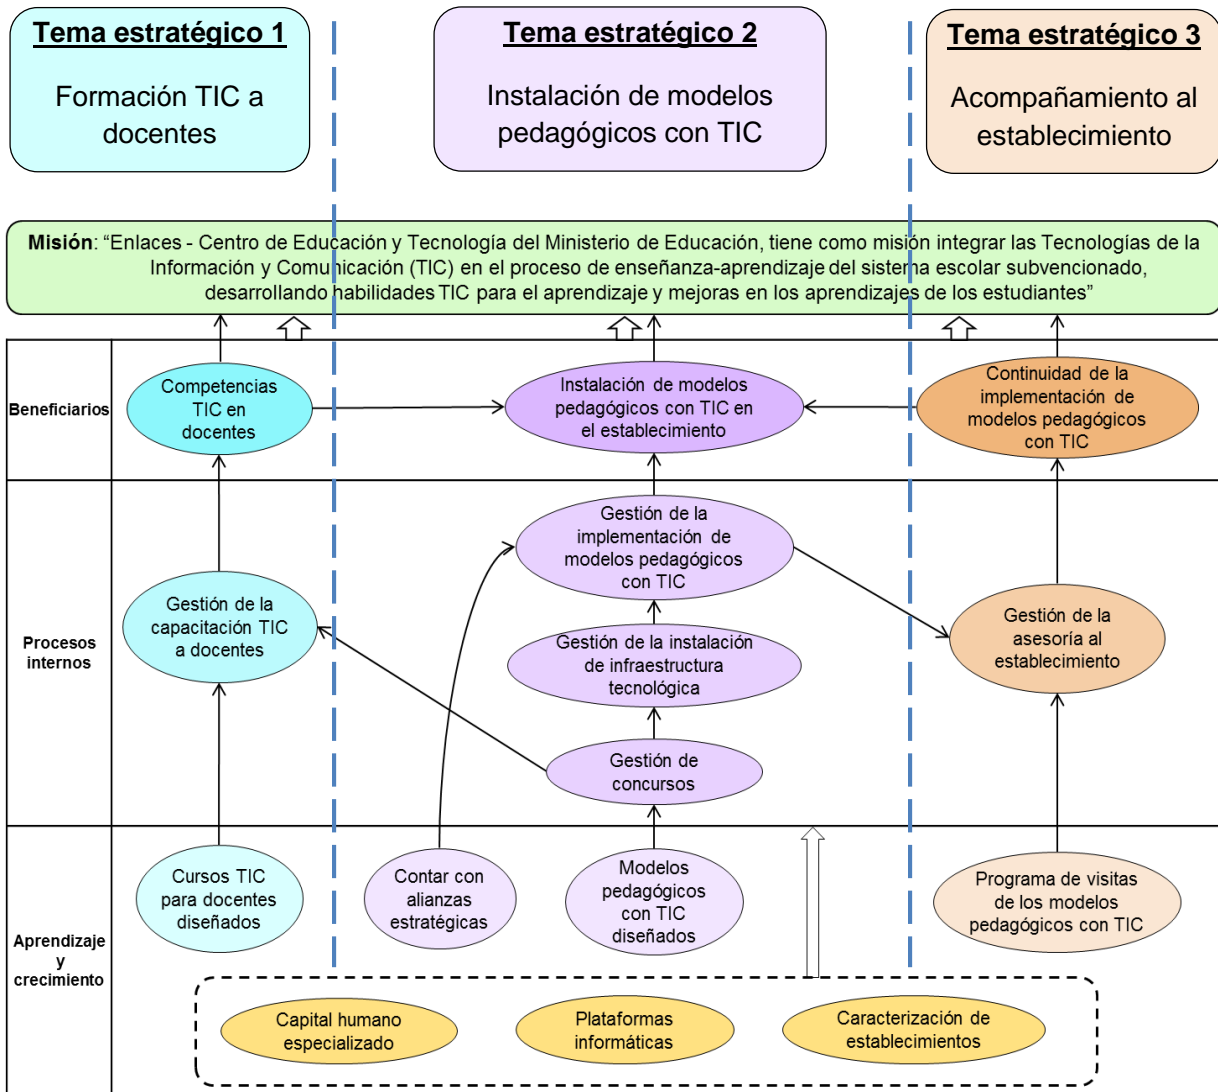 Tema estratégico 1
Formación TIC a
docentes
Tema estratégico 2
Instalación de modelos
pedagógicos con TIC
Tema estratégico 3
Acompañamiento al
establecimiento
Misión: “Enlaces - Centro de Educación y Tecnología del Ministerio de Educación, tiene como misión integrar las Tecnologías de la
Información y Comunicación (TIC) en el proceso de enseñanza-aprendizaje del sistema escolar subvencionado,
desarrollando habilidades TIC para el aprendizaje y mejoras en los aprendizajes de los estudiantes”
Beneficiarios
Competencias
TIC en
docentes
Instalación de modelos
pedagógicos con TIC en
el establecimiento
Continuidad de la
implementación de
modelos pedagógicos
con TIC
Procesos
internos
Gestión de la
capacitación TIC
a docentes
Gestión de la
implementación de
modelos pedagógicos
con TIC
Gestión de la instalación
de infraestructura
tecnológica
Gestión de
concursos
Gestión de la
asesoría al
establecimiento
Aprendizaje
y
crecimiento
Cursos TIC
para docentes
diseñados
Contar con
alianzas
estratégicas
Modelos
pedagógicos
con TIC
diseñados
Programa de visitas
de los modelos
pedagógicos con TIC
Capital humano
especializado
Plataformas
informáticas
Caracterización de
establecimientos